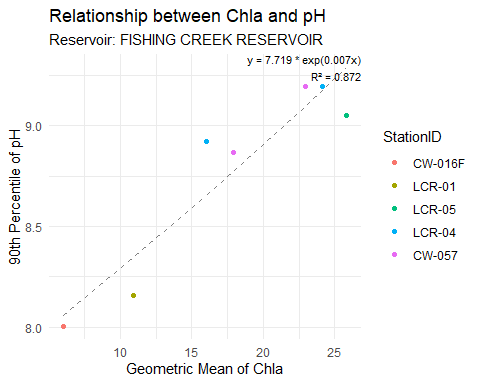 Relationship between Chla and pH
Reservoir: FISHING CREEK RESERVOIR
y = 7.719 * exp(0.007x)
R² = 0.872
9.0
8.5
8.0
90th Percentile of pH
10
15
20
25
Geometric Mean of Chla
StationID
CW-016F
LCR-01
LCR-05
LCR-04
CW-057